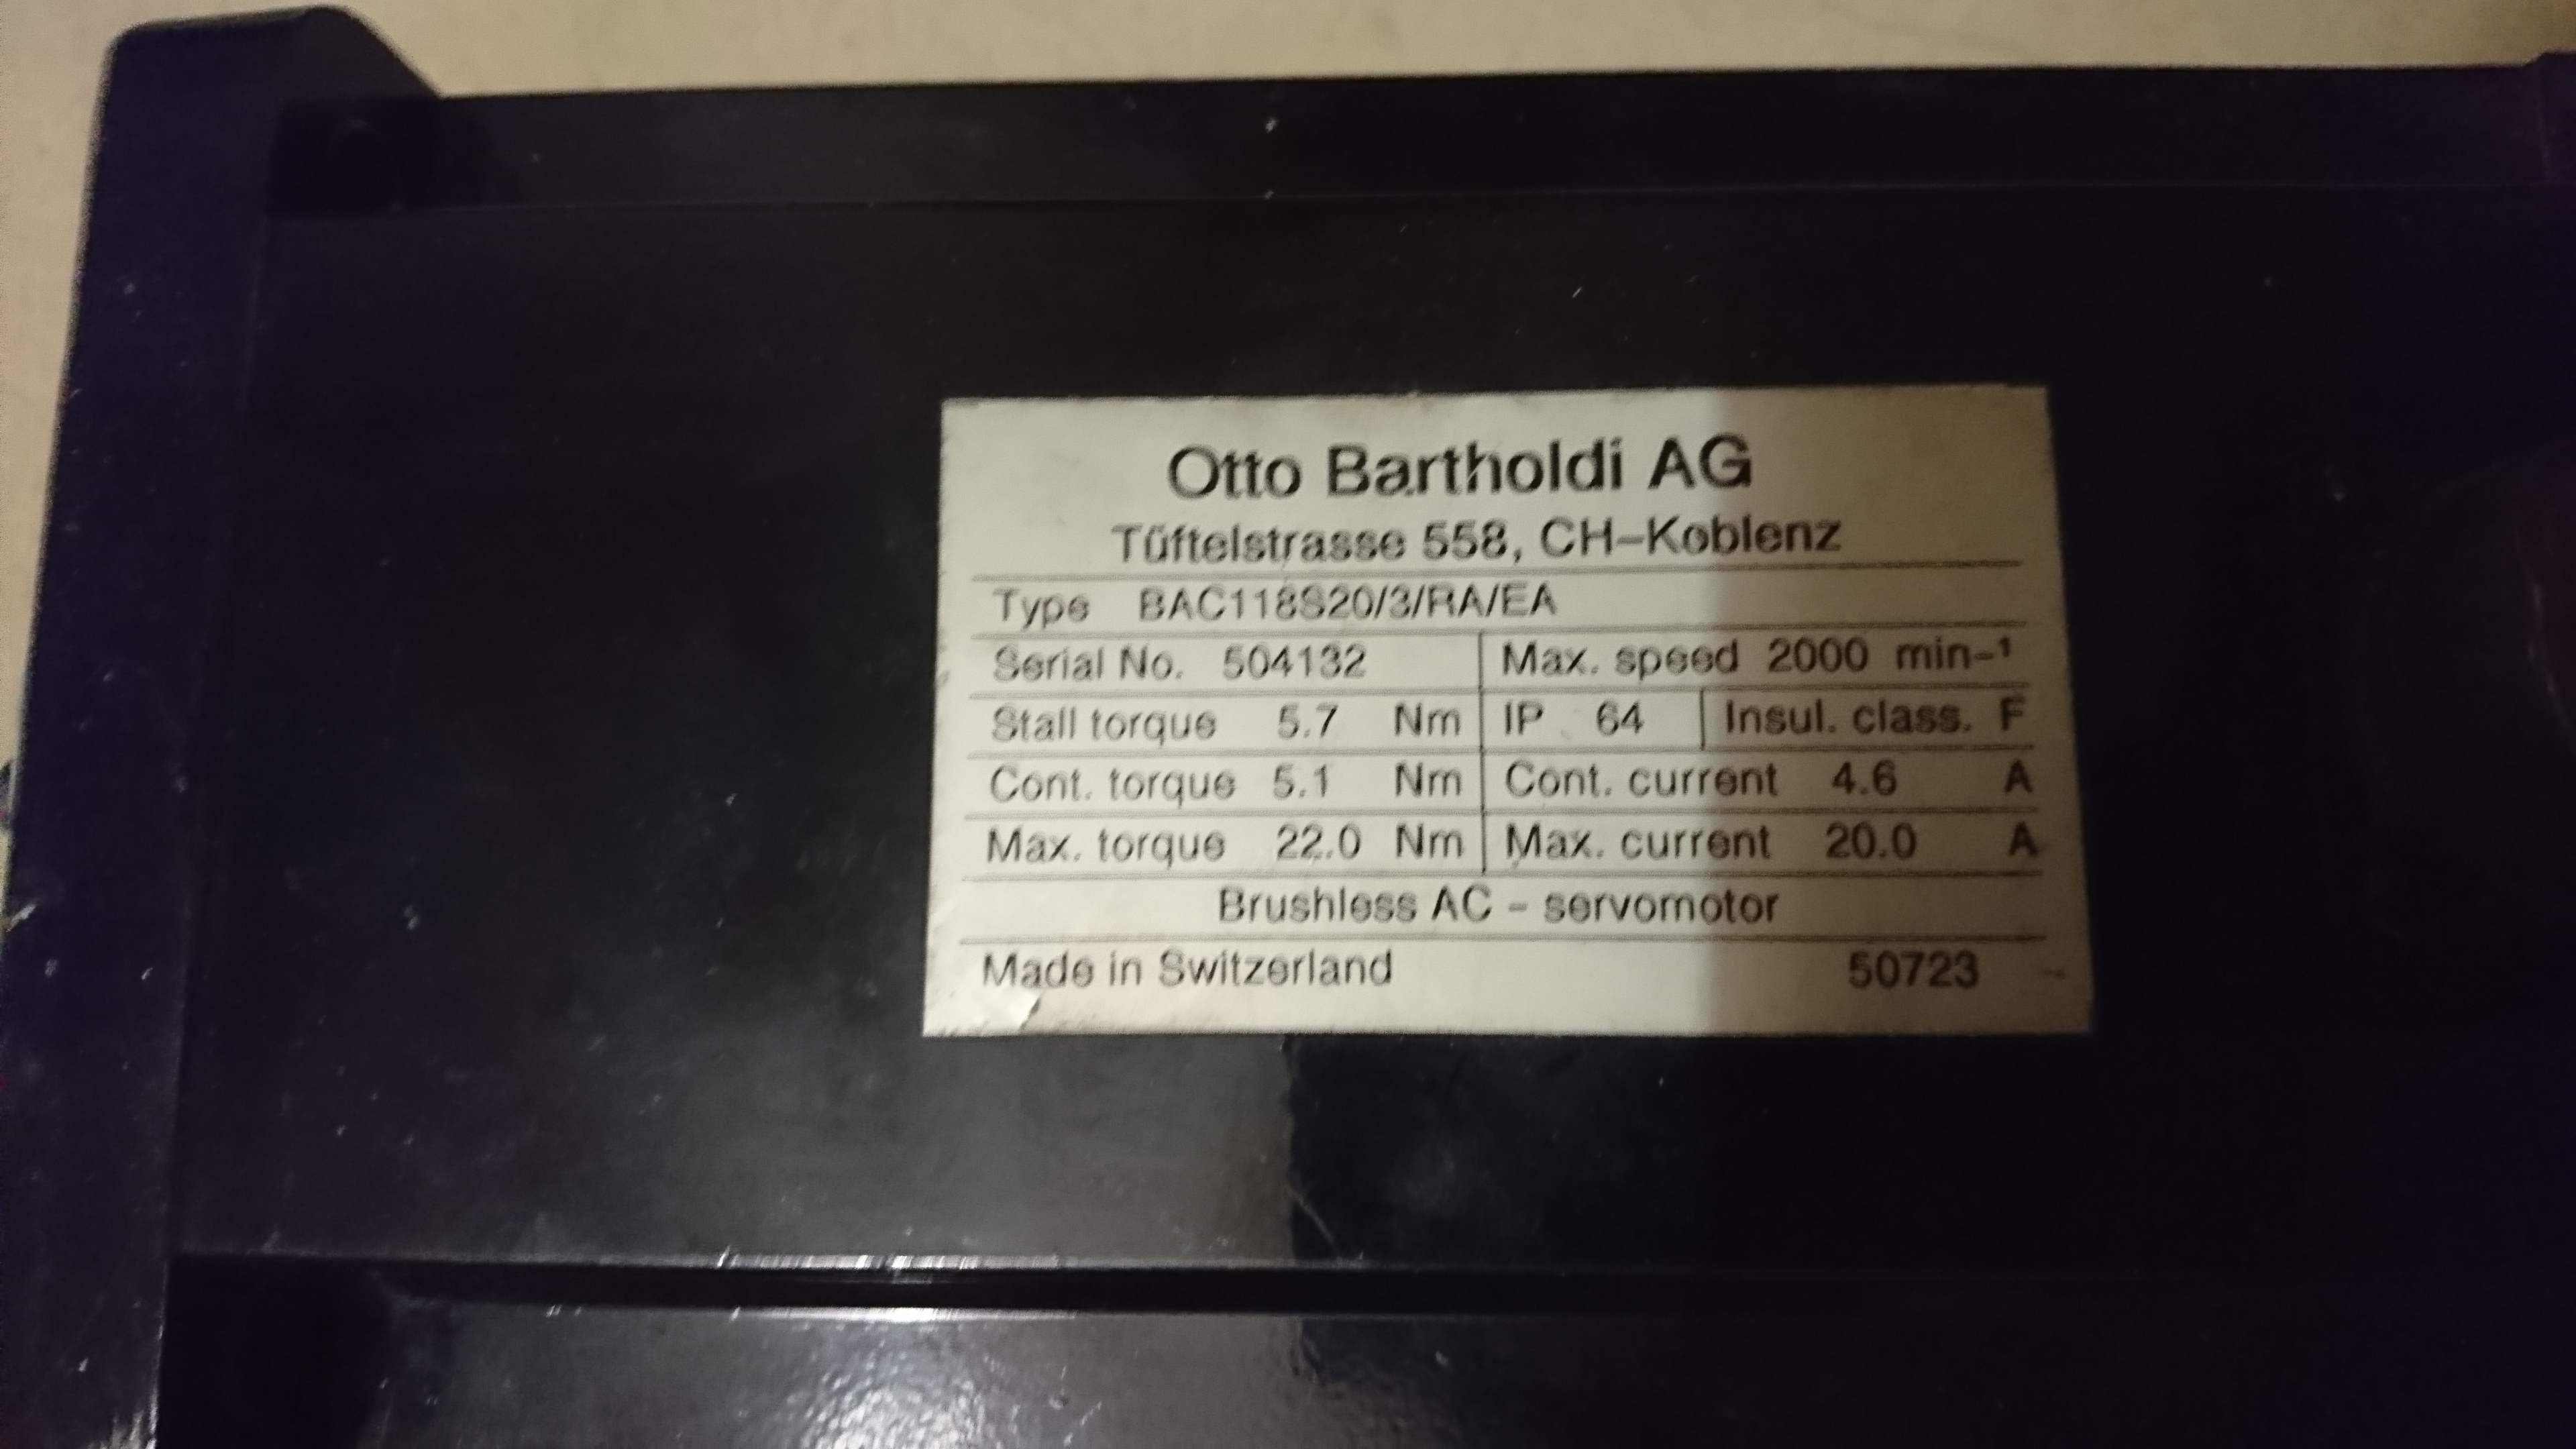 Otto Bartholdi AG
Tüftelstrasse 558, CH-Koblenz
Type BAC118S20/3/RA/EA
Serial No. 504132 Max. speed 2000 min-¹
Stall torque 5.7 Nm IP 64 Insul. class. F
Cont. torque 5.1 Nm Cont. current 4.6 A
Max. torque 22.0 Nm Max. current 20.0 A
Brushless AC - servomotor
Made in Switzerland 50723